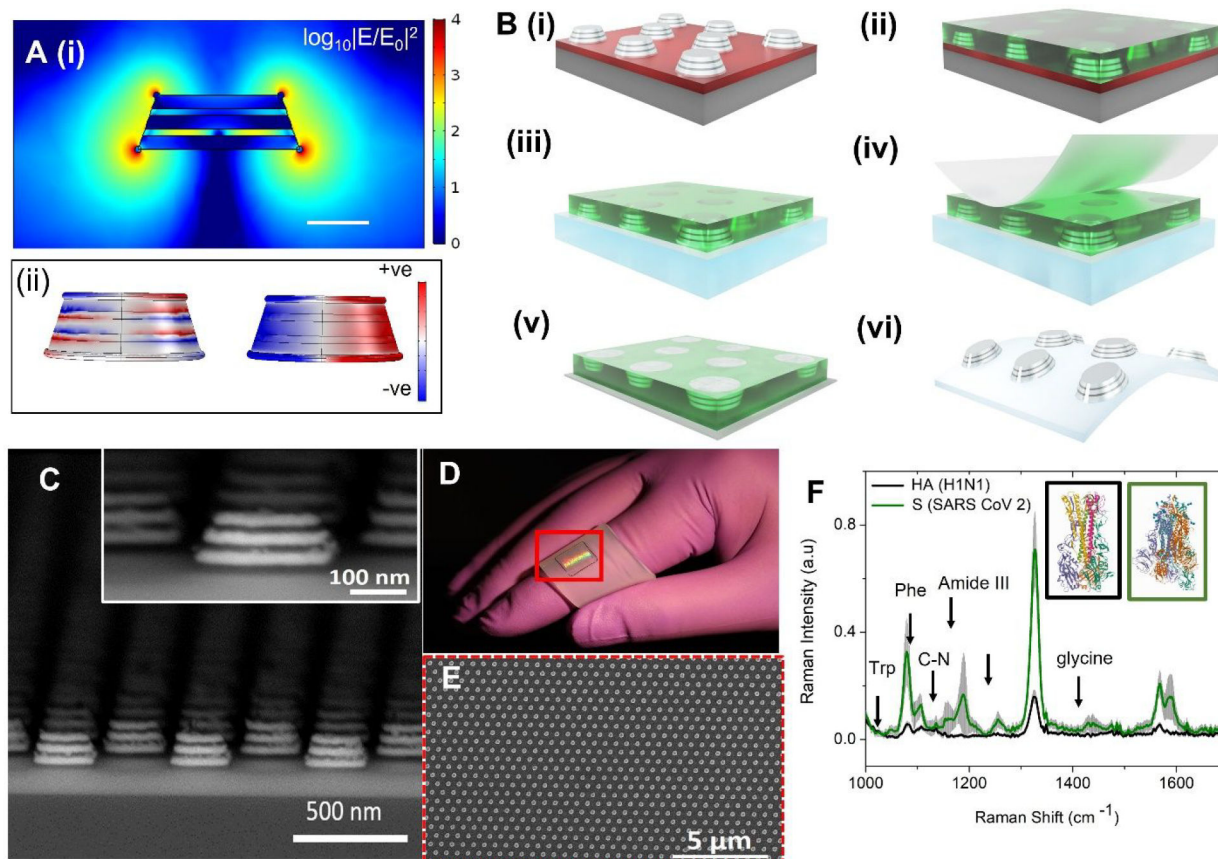 A (i)
log₁₀|E/E₀|²
4
3
2
1
0
(ii)
+ve
-ve
B (i)
(ii)
(iii)
(iv)
(v)
(vi)
C
100 nm
500 nm
D
E
5 μm
F
HA (H1N1)
S (SARS CoV 2)
Raman Intensity (a.u)
0.8
0.4
0.0
Phe
Amide III
Trp
C-N
glycine
1000
1200
1400
1600
Raman Shift (cm⁻¹)